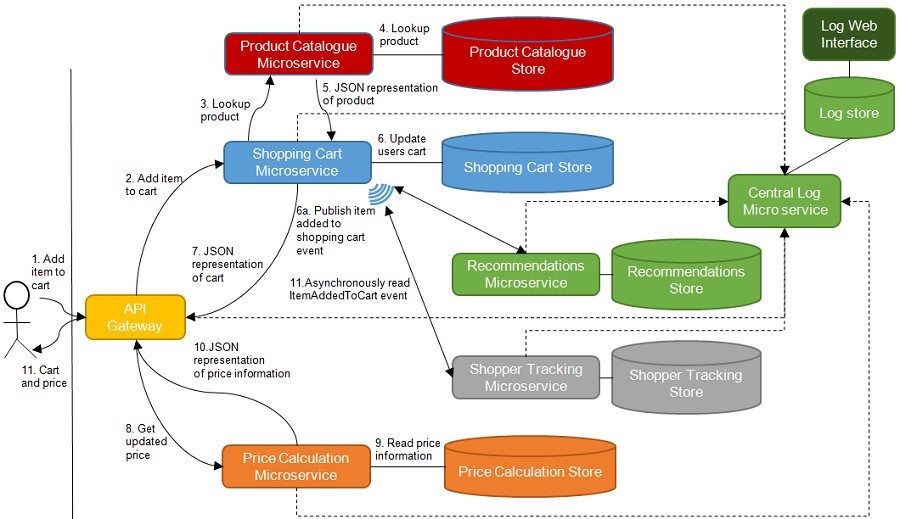 Product Catalogue
Microservice
4. Lookup
product
Product Catalogue
Store
Log Web
Interface
3. Lookup
product
5. JSON representation
of product
Log store
Shopping Cart
Microservice
6. Update
users cart
Shopping Cart Store
2. Add item
to cart
Central Log
Micro service
6a. Publish item
added to
shopping cart
event
7. JSON
representation
of cart
1. Add
item to
cart
11.Asynchronously read
ItemAddedToCart event
Recommendations
Microservice
Recommendations
Store
API
Gateway
10.JSON
representation
of price information
11. Cart
and price
Shopper Tracking
Microservice
Shopper Tracking
Store
8. Get
updated
price
Price Calculation
Microservice
9. Read price
information
Price Calculation Store